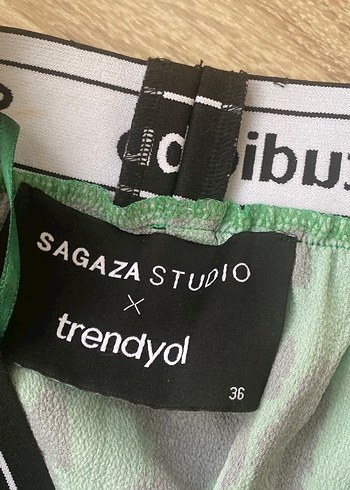 SAGAZA STUDIO
×
trendyol
36